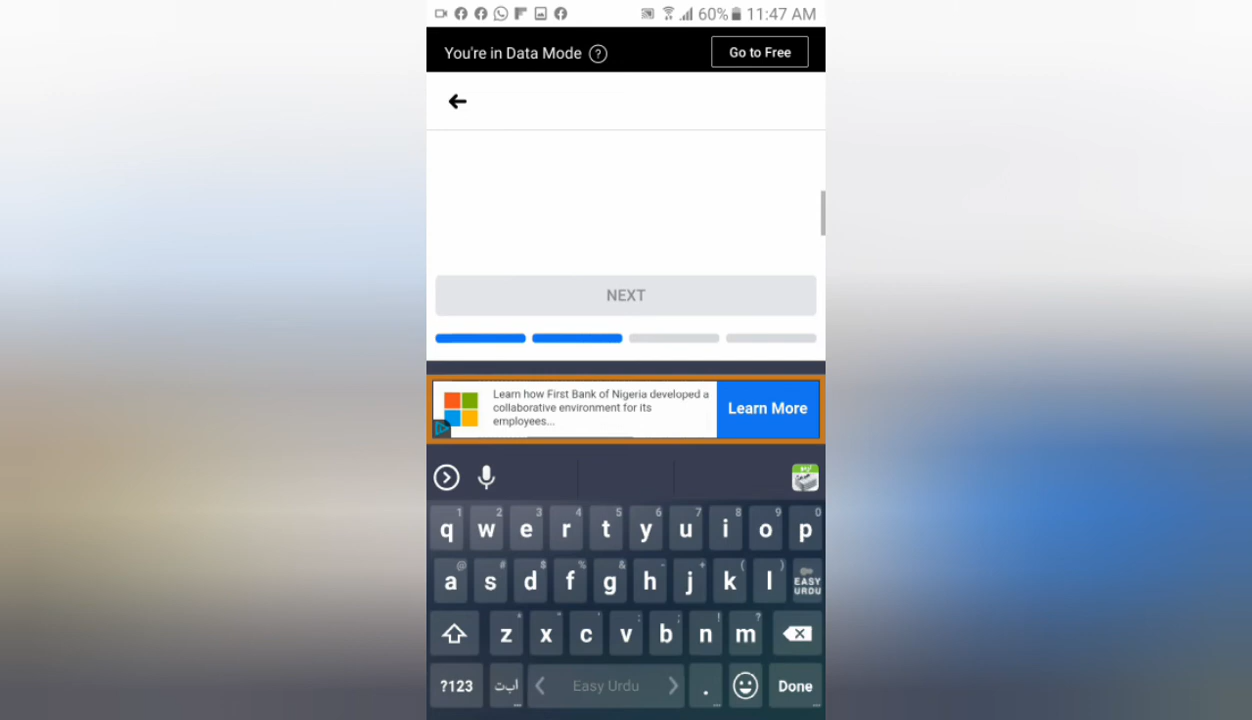 60% 11:47 AM
You're in Data Mode ?
Go to Free
NEXT
Learn how First Bank of Nigeria developed a
collaborative environment for its
employees...
Learn More
1 2 3 4 5 6 7 8 9 0
q w e r t y u i o p
@ # $ % & - + ( )
a s d f g h j k l EASY URDU
* " ' : ; ! ?
z x c v b n m
?123 ابت Easy Urdu . Done